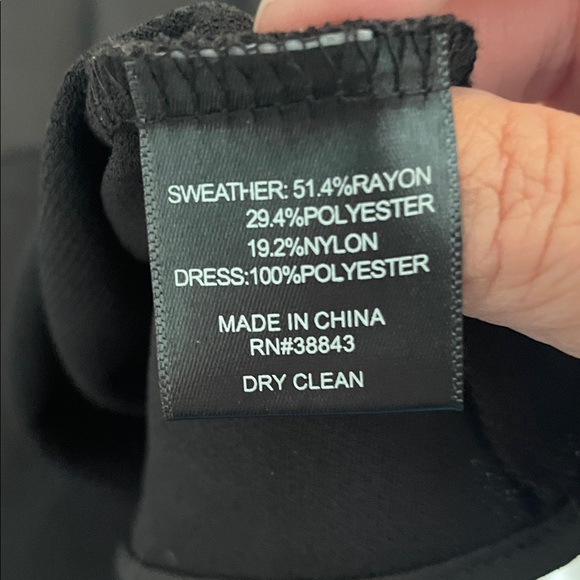 SWEATHER: 51.4%RAYON
29.4%POLYESTER
19.2%NYLON
DRESS:100%POLYESTER
MADE IN CHINA
RN#38843
DRY CLEAN